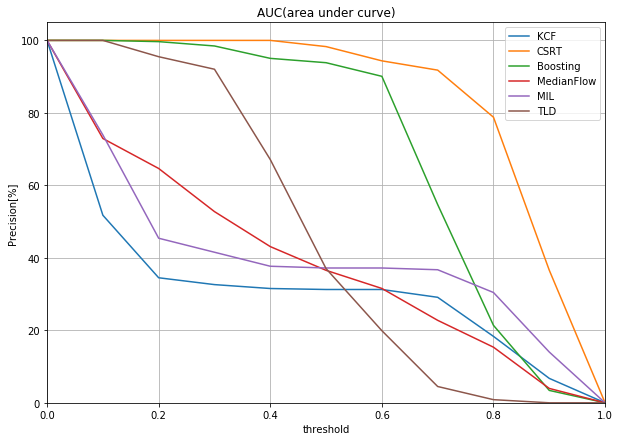 AUC(area under curve)
KCF
CSRT
Boosting
MedianFlow
MIL
TLD
Precision[%]
100
80
60
40
20
0
0.0 0.2 0.4 0.6 0.8 1.0
threshold